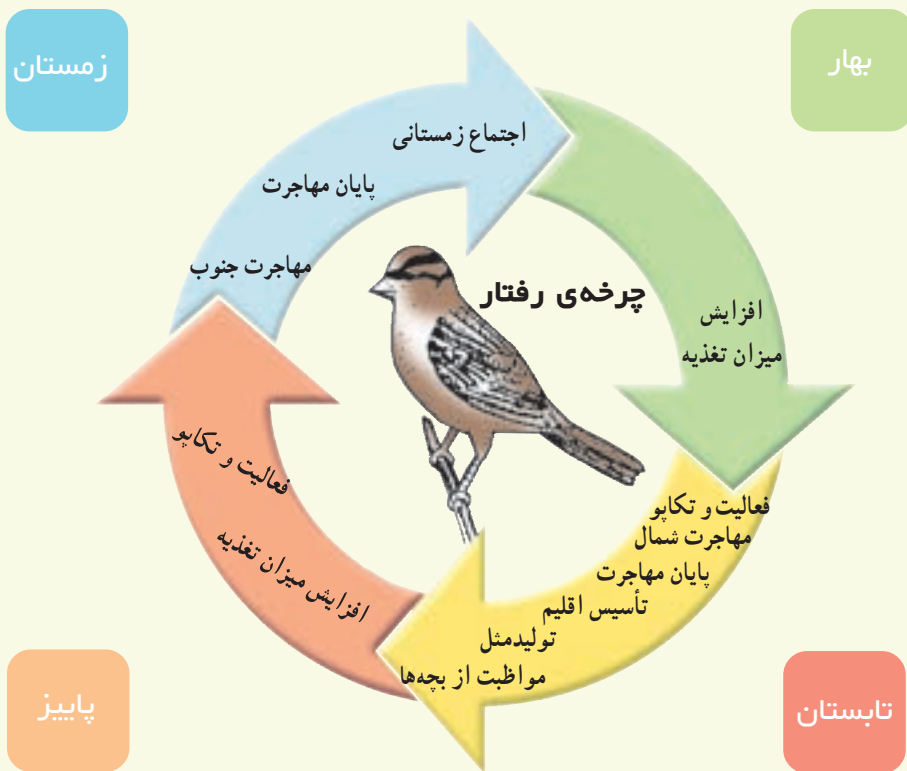 بهار
زمستان
اجتماع زمستانی
پایان مهاجرت
مهاجرت جنوب
چرخه‌ی رفتار
افزایش
میزان تغذیه
فعالیت و تکاپو
مهاجرت شمال
پایان مهاجرت
تأسیس اقلیم
تولیدمثل
مواظبت از بچه‌ها
افزایش میزان تغذیه
فعالیت و تکاپو
تابستان
پاییز